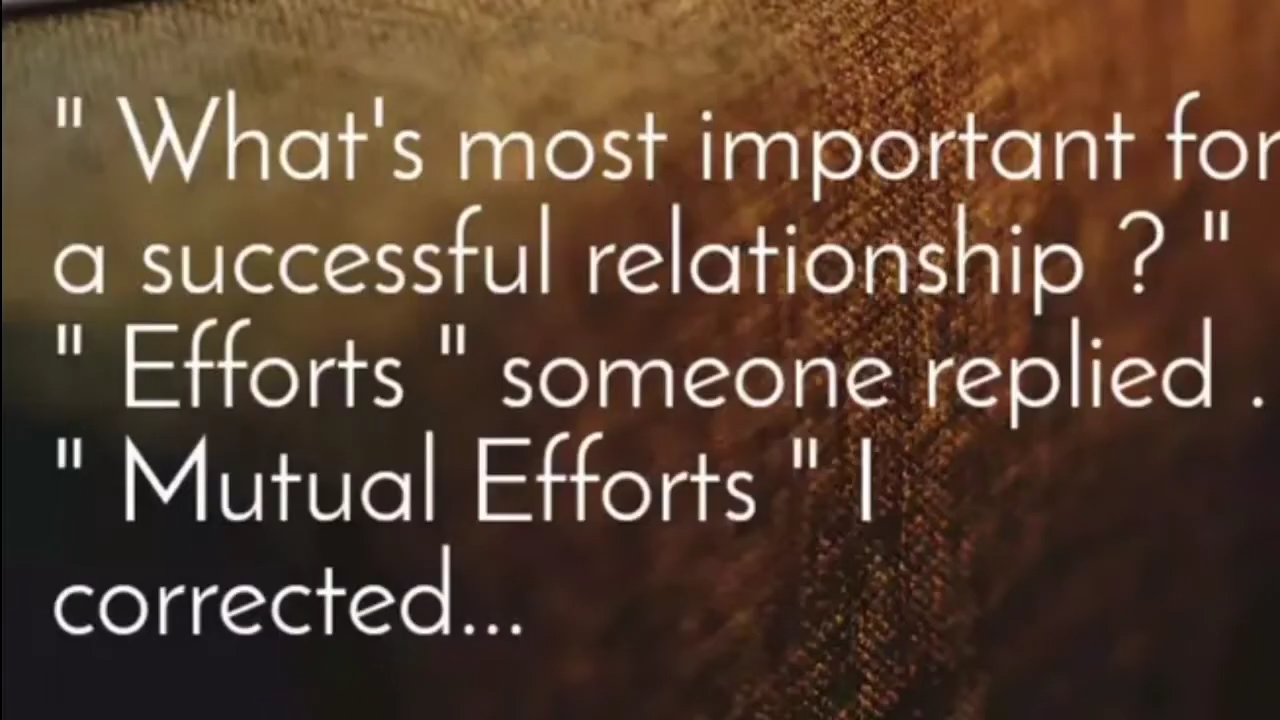 " What's most important for
a successful relationship ? "
" Efforts " someone replied .
" Mutual Efforts " I
corrected...